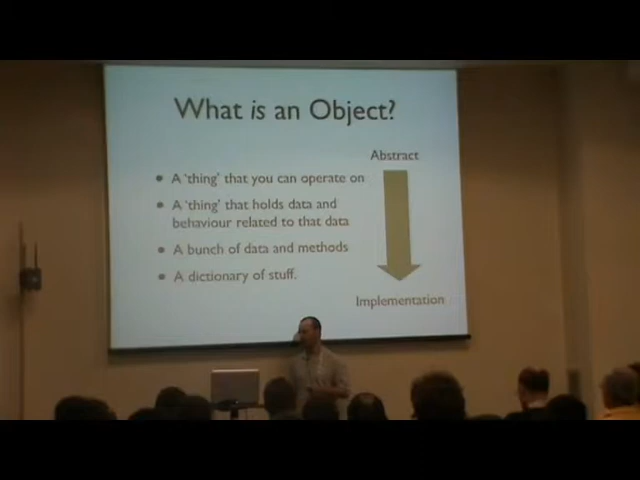 What is an Object?
Abstract
A 'thing' that you can operate on
A 'thing' that holds data and
behaviour related to that data
A bunch of data and methods
A dictionary of stuff.
Implementation